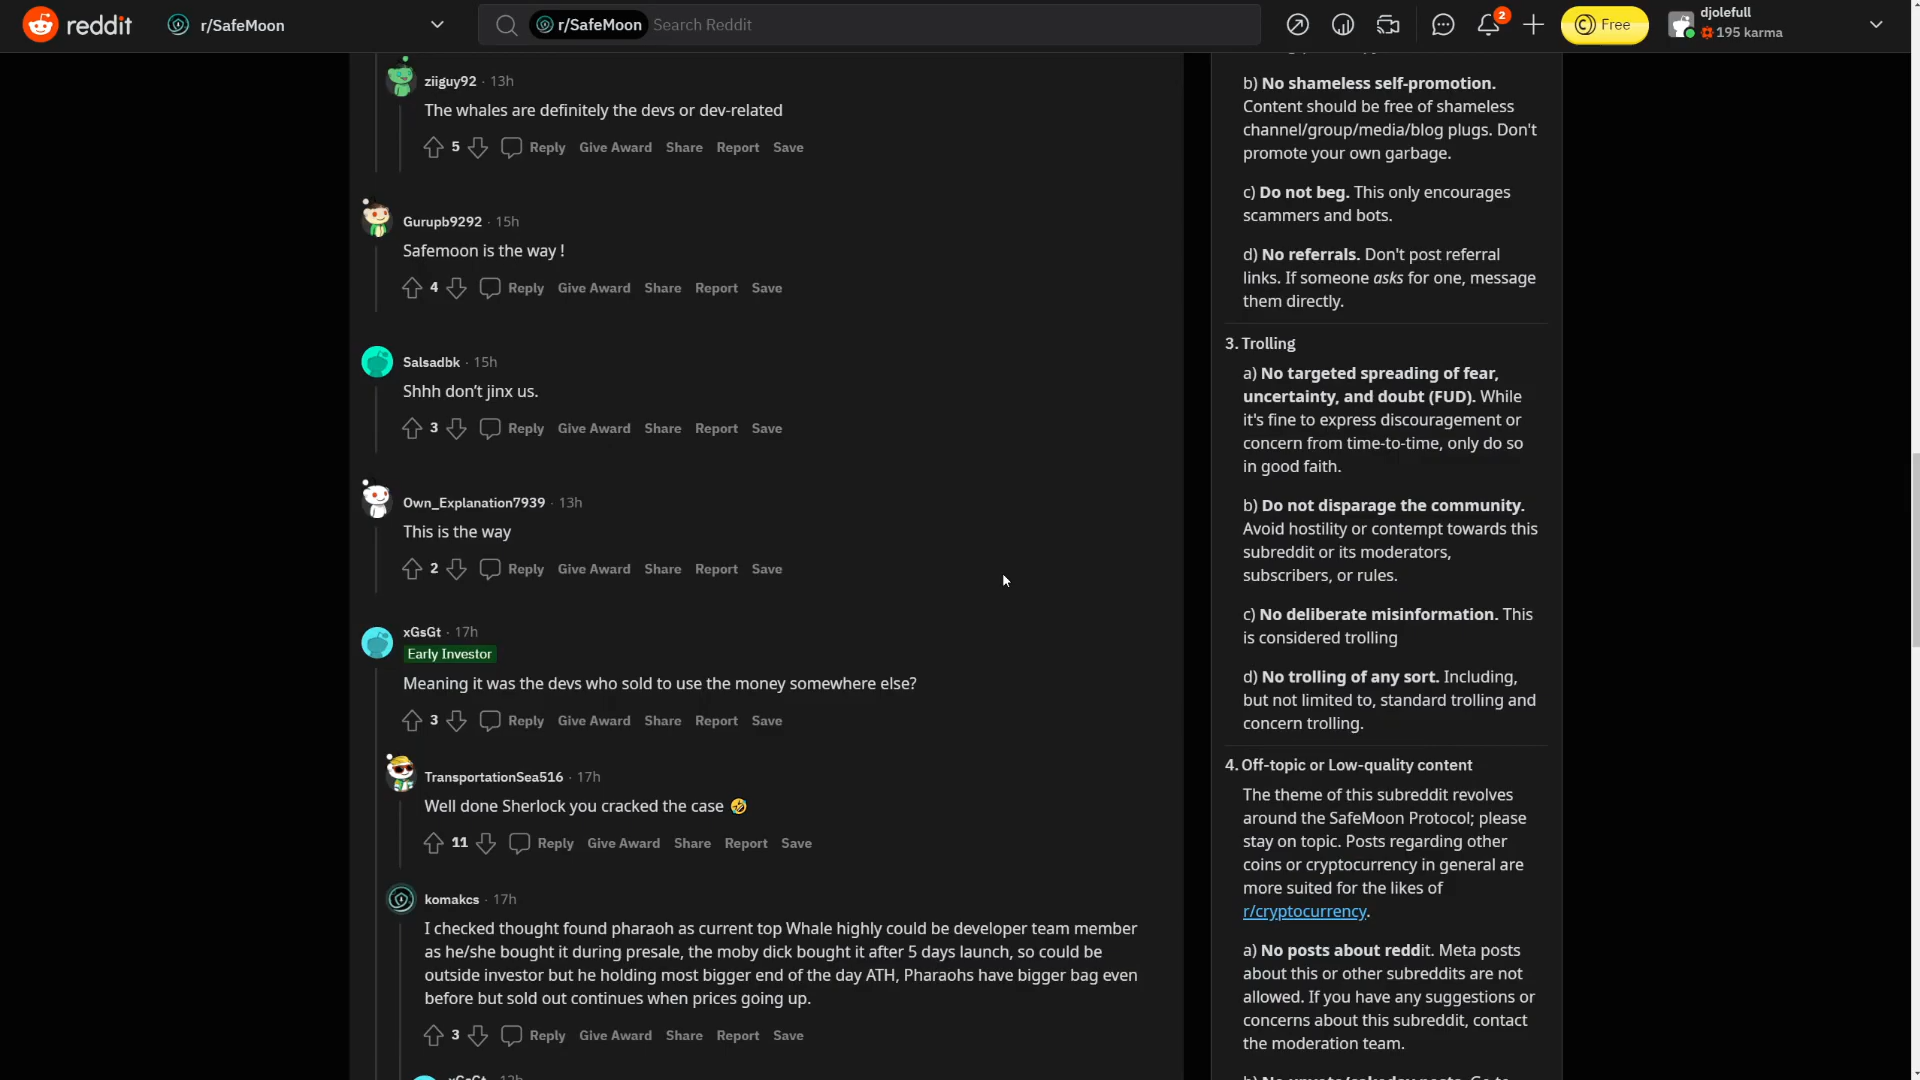 reddit
r/SafeMoon
r/SafeMoon Search Reddit
2
Free
djolefull
195 karma
ziiguy92 · 13h
The whales are definitely the devs or dev-related
5 Reply Give Award Share Report Save
Gurupb9292 · 15h
Safemoon is the way !
4 Reply Give Award Share Report Save
Salsadbk · 15h
Shhh don't jinx us.
3 Reply Give Award Share Report Save
Own_Explanation7939 · 13h
This is the way
2 Reply Give Award Share Report Save
xGsGt · 17h
Early Investor
Meaning it was the devs who sold to use the money somewhere else?
3 Reply Give Award Share Report Save
TransportationSea516 · 17h
Well done Sherlock you cracked the case 🤣
11 Reply Give Award Share Report Save
komakcs · 17h
I checked thought found pharaoh as current top Whale highly could be developer team member
as he/she bought it during presale, the moby dick bought it after 5 days launch, so could be
outside investor but he holding most bigger end of the day ATH, Pharaohs have bigger bag even
before but sold out continues when prices going up.
3 Reply Give Award Share Report Save
b) No shameless self-promotion.
Content should be free of shameless
channel/group/media/blog plugs. Don't
promote your own garbage.
c) Do not beg. This only encourages
scammers and bots.
d) No referrals. Don't post referral
links. If someone asks for one, message
them directly.
3. Trolling
a) No targeted spreading of fear,
uncertainty, and doubt (FUD). While
it's fine to express discouragement or
concern from time-to-time, only do so
in good faith.
b) Do not disparage the community.
Avoid hostility or contempt towards this
subreddit or its moderators,
subscribers, or rules.
c) No deliberate misinformation. This
is considered trolling
d) No trolling of any sort. Including,
but not limited to, standard trolling and
concern trolling.
4. Off-topic or Low-quality content
The theme of this subreddit revolves
around the SafeMoon Protocol; please
stay on topic. Posts regarding other
coins or cryptocurrency in general are
more suited for the likes of
r/cryptocurrency.
a) No posts about reddit. Meta posts
about this or other subreddits are not
allowed. If you have any suggestions or
concerns about this subreddit, contact
the moderation team.